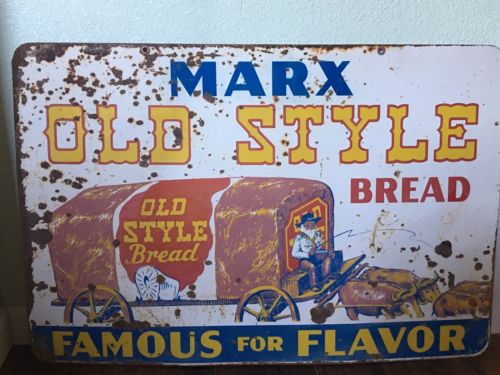 MARX
OLD STYLE
BREAD
OLD
STYLE
Bread
FAMOUS FOR FLAVOR